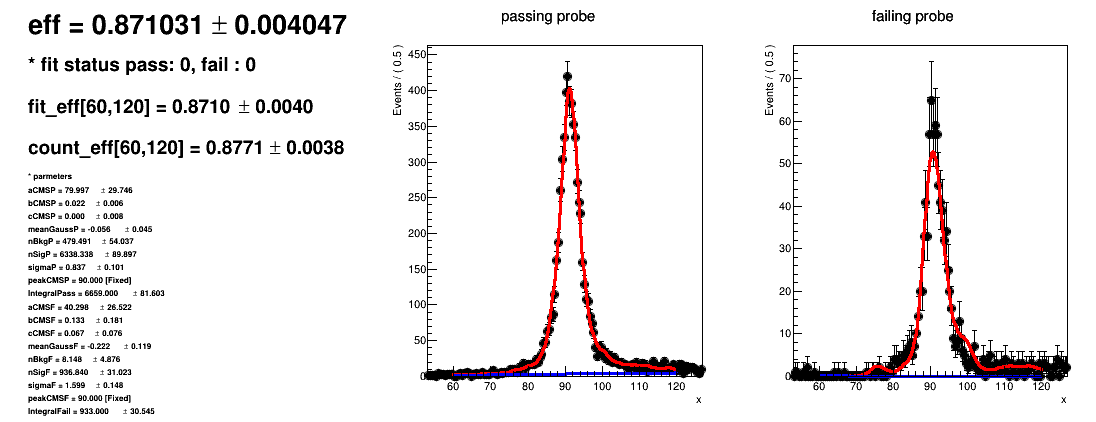 eff = 0.871031 ± 0.004047
* fit status pass: 0, fail : 0
fit_eff[60,120] = 0.8710 ± 0.0040
count_eff[60,120] = 0.8771 ± 0.0038
* parmeters
aCMSP = 79.997 ± 29.746
bCMSP = 0.022 ± 0.006
cCMSP = 0.000 ± 0.008
meanGaussP = -0.056 ± 0.045
nBkgP = 479.491 ± 54.037
nSigP = 6338.338 ± 89.897
sigmaP = 0.837 ± 0.101
peakCMSP = 90.000 [Fixed]
IntegralPass = 6659.000 ± 81.603
aCMSF = 40.298 ± 26.522
bCMSF = 0.133 ± 0.181
cCMSF = 0.067 ± 0.076
meanGaussF = -0.222 ± 0.119
nBkgF = 8.148 ± 4.876
nSigF = 936.840 ± 31.023
sigmaF = 1.599 ± 0.148
peakCMSF = 90.000 [Fixed]
IntegralFail = 933.000 ± 30.545
passing probe
Events / ( 0.5 )
450
400
350
300
250
200
150
100
50
0
60 70 80 90 100 110 120
x
failing probe
Events / ( 0.5 )
70
60
50
40
30
20
10
0
60 70 80 90 100 110 120
x